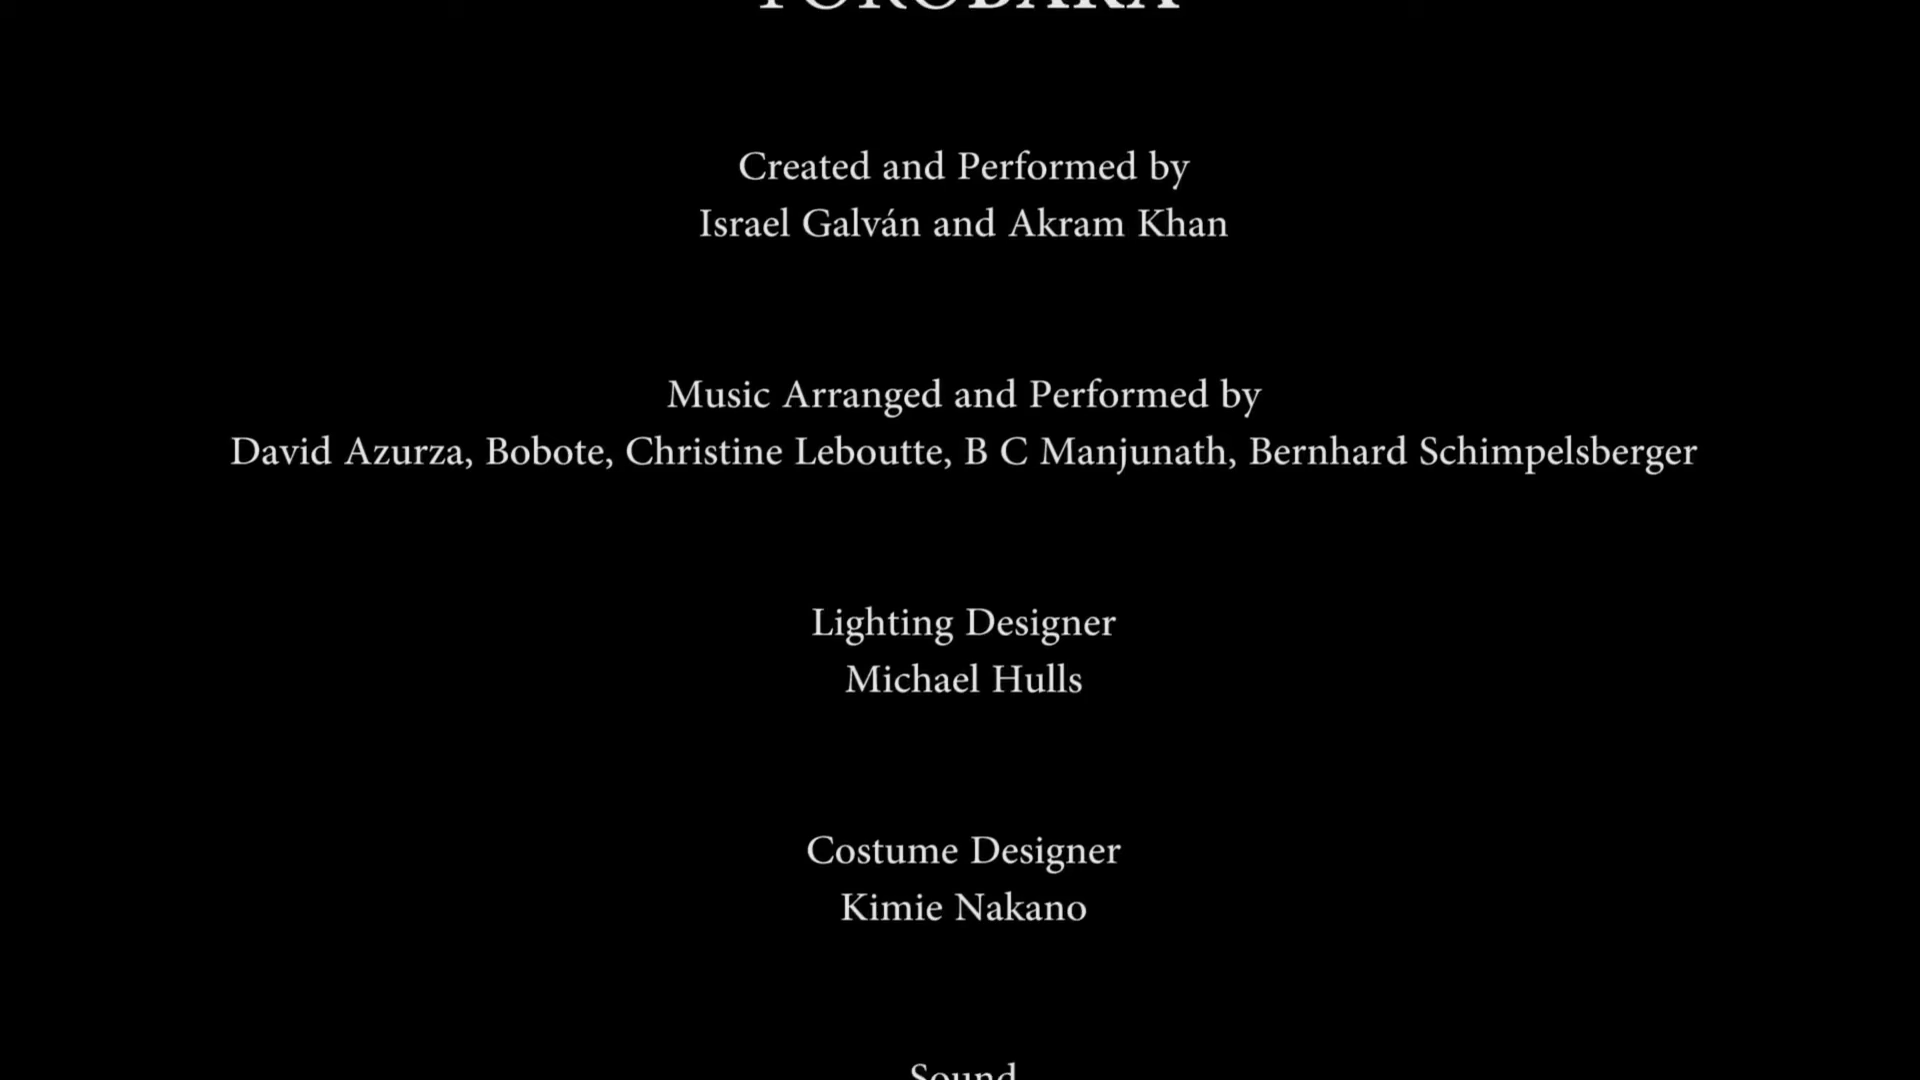 TOROBAKA
Created and Performed by
Israel Galván and Akram Khan
Music Arranged and Performed by
David Azurza, Bobote, Christine Leboutte, B C Manjunath, Bernhard Schimpelsberger
Lighting Designer
Michael Hulls
Costume Designer
Kimie Nakano
Sound